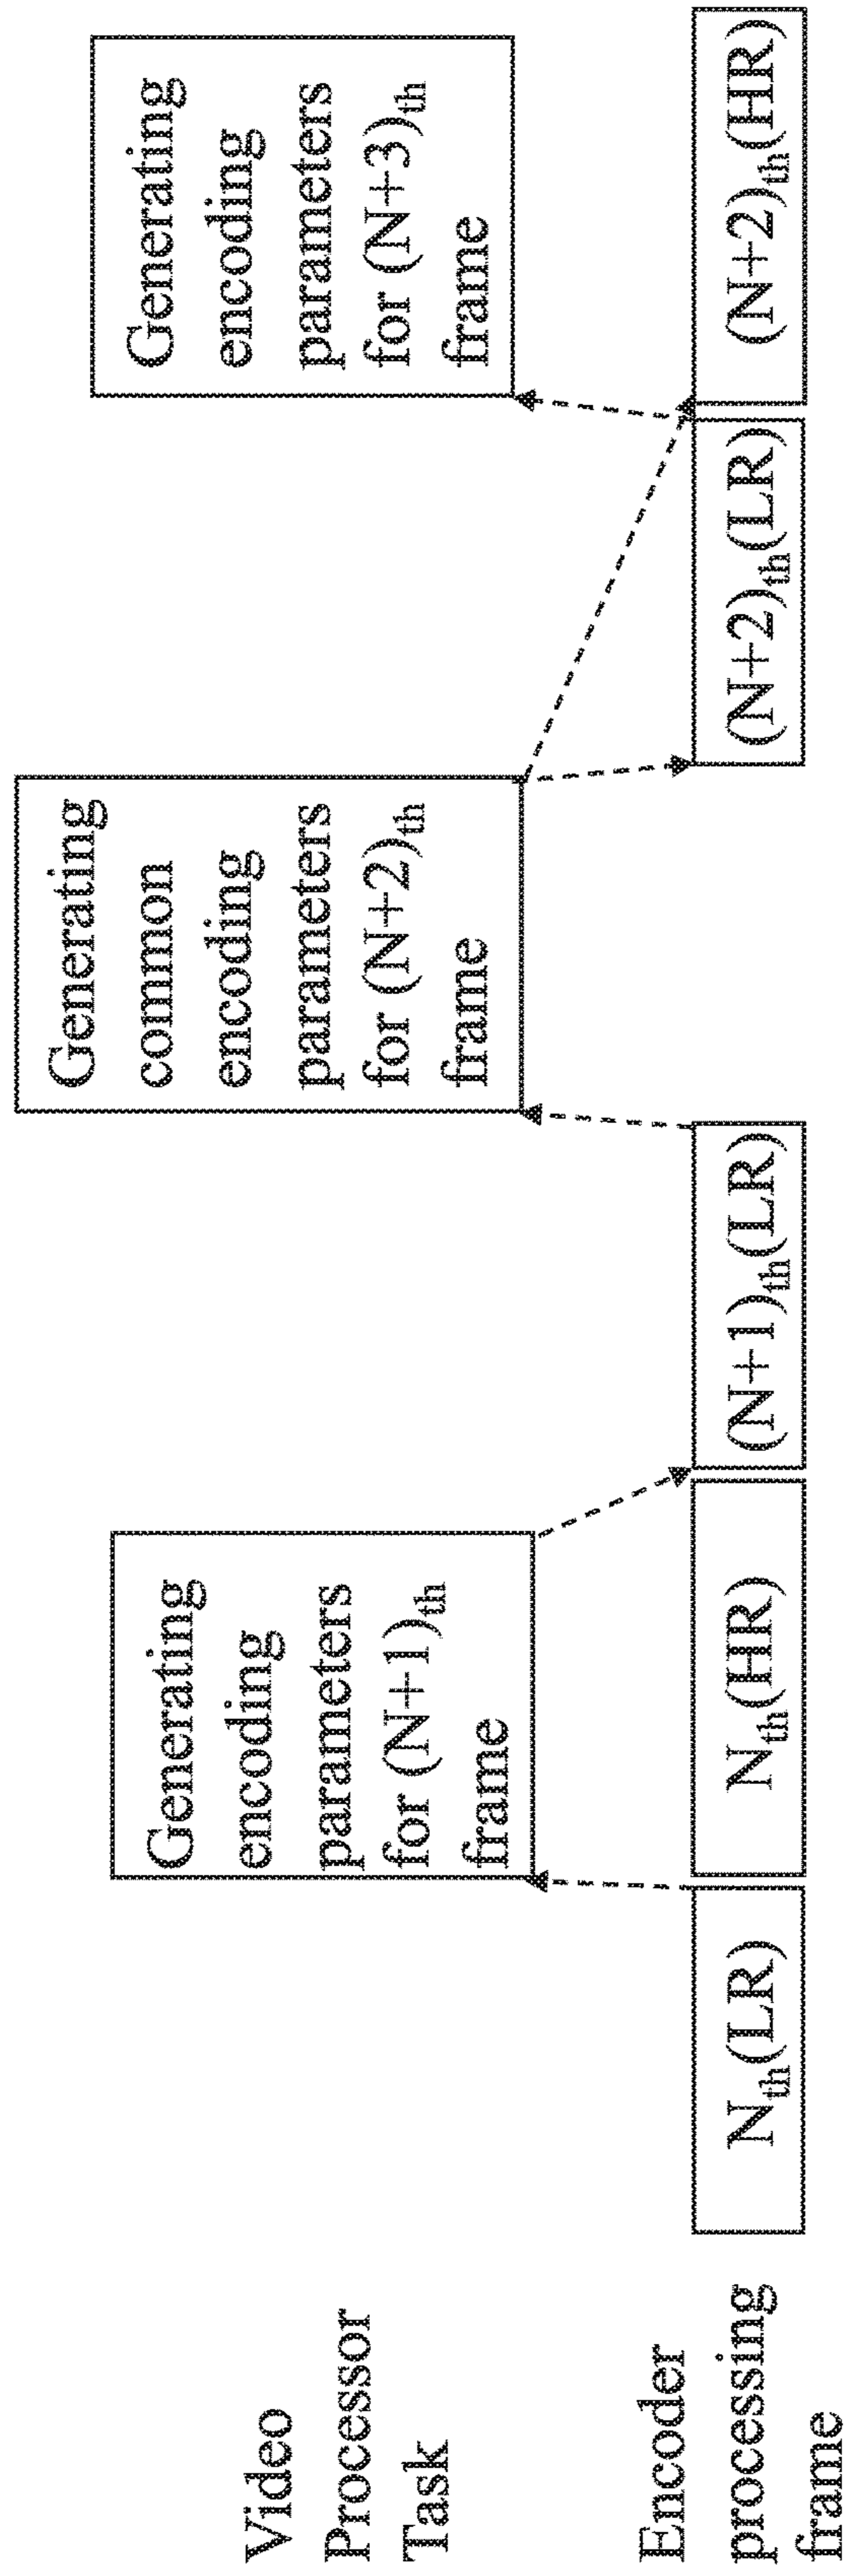 Video
Processor
Task
Generating
encoding
parameters
for (N+1)th
frame
Generating
common
encoding
parameters
for (N+2)th
frame
Generating
encoding
parameters
for (N+3)th
frame
Encoder
processing
frame
Nth(LR)
Nth(HR)
(N+1)th(LR)
(N+2)th(LR)
(N+2)th(HR)